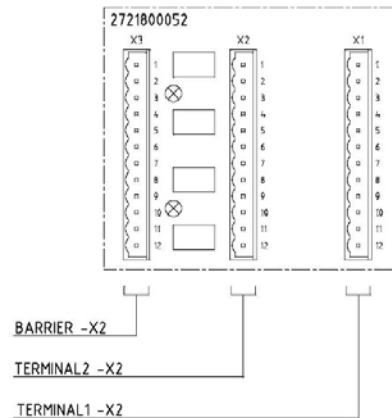 2721800052
X3 X2 X1
1 1 1
2 2 2
3 3 3
4 4 4
5 5 5
6 6 6
7 7 7
8 8 8
9 9 9
10 10 10
11 11 11
12 12 12
BARRIER -X2
TERMINAL2 -X2
TERMINAL1 -X2